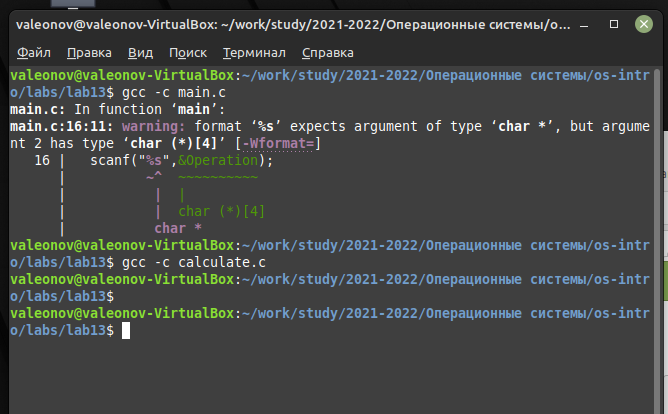 valeonov@valeonov-VirtualBox: ~/work/study/2021-2022/Операционные системы/o...
Файл Правка Вид Поиск Терминал Справка
valeonov@valeonov-VirtualBox:~/work/study/2021-2022/Операционные системы/os-intr
o/labs/lab13$ gcc -c main.c
main.c: In function ‘main’:
main.c:16:11: warning: format ‘%s’ expects argument of type ‘char *’, but argume
nt 2 has type ‘char (*)[4]’ [-Wformat=]
16 | scanf("%s",&Operation);
| ~^ ~~~~~~~~~~
| | |
| | char (*)[4]
| char *
valeonov@valeonov-VirtualBox:~/work/study/2021-2022/Операционные системы/os-intr
o/labs/lab13$ gcc -c calculate.c
valeonov@valeonov-VirtualBox:~/work/study/2021-2022/Операционные системы/os-intr
o/labs/lab13$
valeonov@valeonov-VirtualBox:~/work/study/2021-2022/Операционные системы/os-intr
o/labs/lab13$